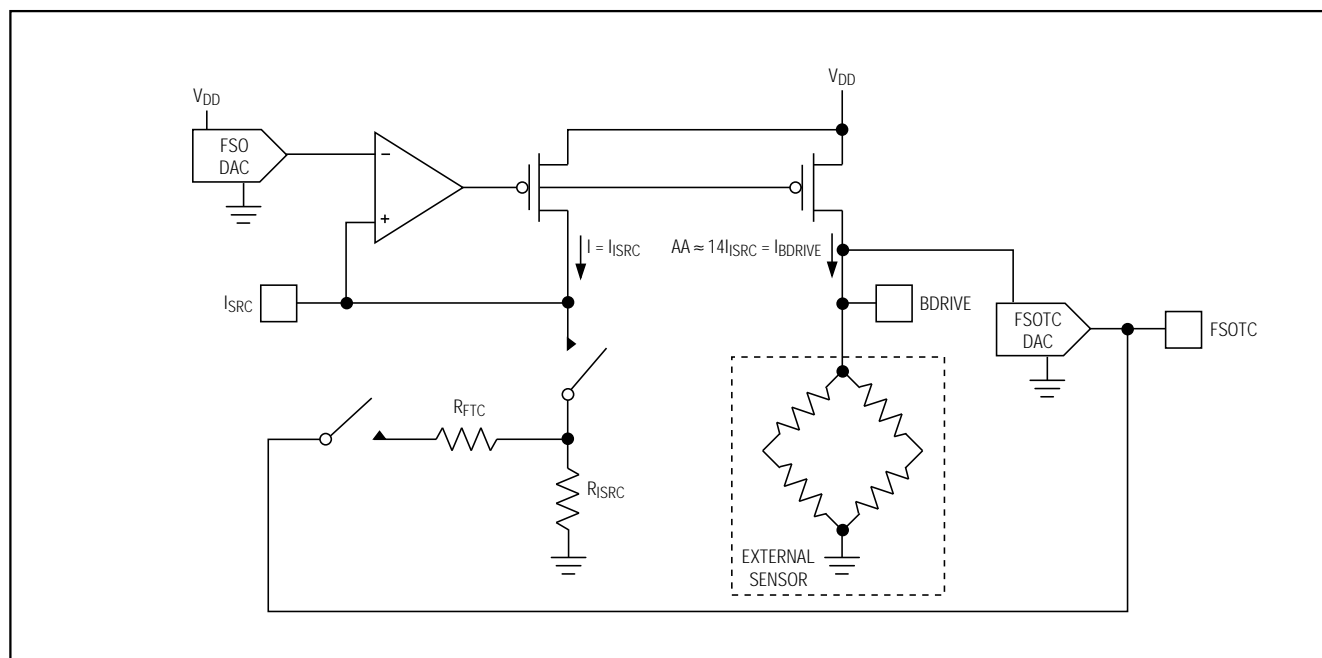 VDD
VDD
FSO
DAC
−
+
I = IISRC
AA ≈ 14IISRC = IBDRIVE
ISRC
BDRIVE
FSOTC
DAC
FSOTC
RFTC
RISRC
EXTERNAL
SENSOR